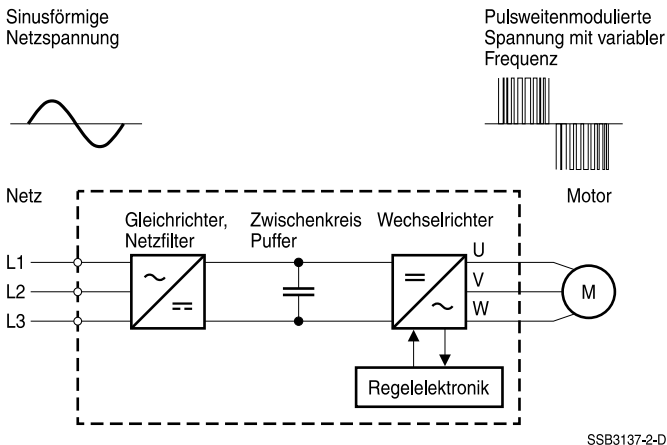 Sinusförmige
Netzspannung
Pulsweitenmodulierte
Spannung mit variabler
Frequenz
Netz
Motor
Gleichrichter,
Netzfilter
Zwischenkreis
Puffer
Wechselrichter
L1
L2
L3
U
V
W
M
Regelelektronik
SSB3137-2-D